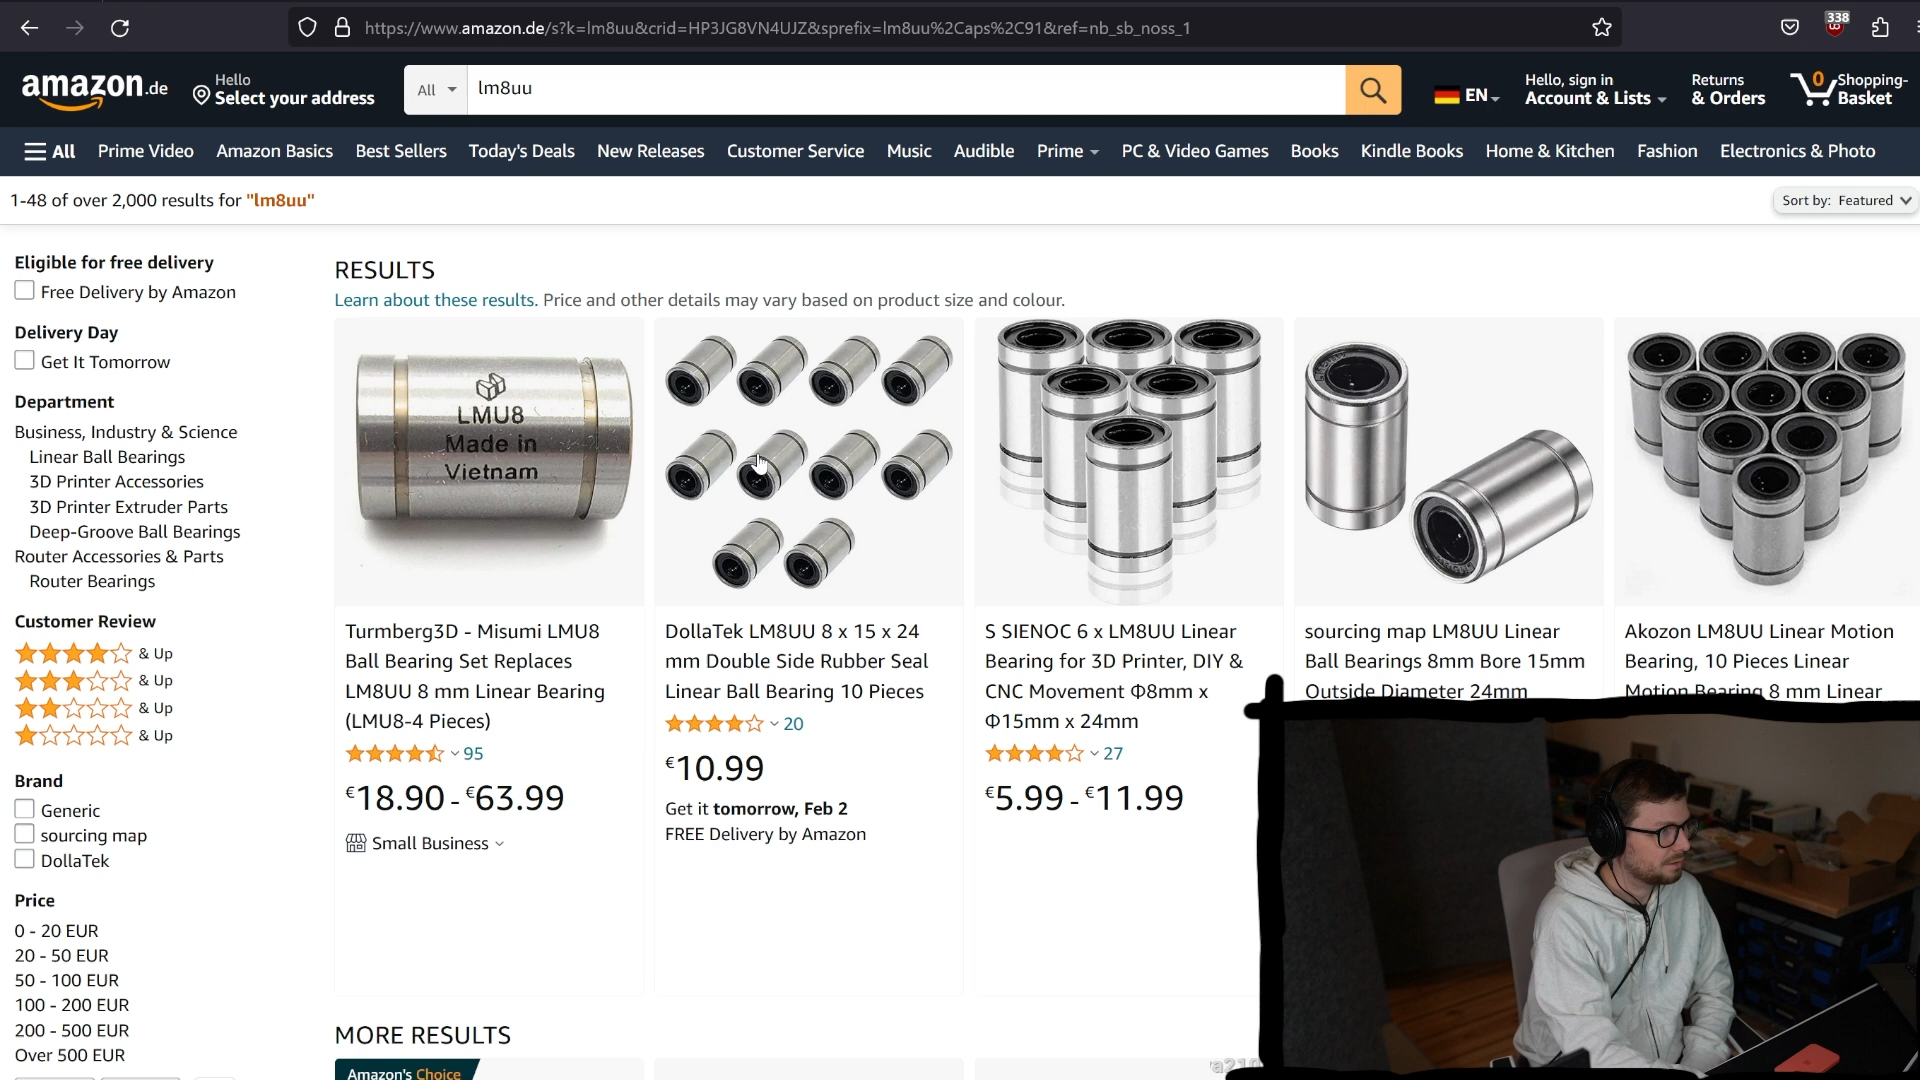 https://www.amazon.de/s?k=lm8uu&crid=HP3JG8VN4UJZ&sprefix=lm8uu%2Caps%2C91&ref=nb_sb_noss_1
338
amazon.de
Hello
Select your address
All
lm8uu
EN
Hello, sign in
Account & Lists
Returns
& Orders
0
Shopping-
Basket
All
Prime Video
Amazon Basics
Best Sellers
Today's Deals
New Releases
Customer Service
Music
Audible
Prime
PC & Video Games
Books
Kindle Books
Home & Kitchen
Fashion
Electronics & Photo
1-48 of over 2,000 results for "lm8uu"
Sort by: Featured
Eligible for free delivery
Free Delivery by Amazon
Delivery Day
Get It Tomorrow
Department
Business, Industry & Science
Linear Ball Bearings
3D Printer Accessories
3D Printer Extruder Parts
Deep-Groove Ball Bearings
Router Accessories & Parts
Router Bearings
Customer Review
& Up
& Up
& Up
& Up
Brand
Generic
sourcing map
DollaTek
Price
0 - 20 EUR
20 - 50 EUR
50 - 100 EUR
100 - 200 EUR
200 - 500 EUR
Over 500 EUR
RESULTS
Learn about these results. Price and other details may vary based on product size and colour.
LMU8
Made in
Vietnam
Turmberg3D - Misumi LMU8
Ball Bearing Set Replaces
LM8UU 8 mm Linear Bearing
(LMU8-4 Pieces)
95
€18.90 - €63.99
Small Business
DollaTek LM8UU 8 x 15 x 24
mm Double Side Rubber Seal
Linear Ball Bearing 10 Pieces
20
€10.99
Get it tomorrow, Feb 2
FREE Delivery by Amazon
S SIENOC 6 x LM8UU Linear
Bearing for 3D Printer, DIY &
CNC Movement Φ8mm x
Φ15mm x 24mm
27
€5.99 - €11.99
sourcing map LM8UU Linear
Ball Bearings 8mm Bore 15mm
Outside Diameter 24mm
Akozon LM8UU Linear Motion
Bearing, 10 Pieces Linear
Motion Bearing 8 mm Linear
MORE RESULTS
Amazon's Choice